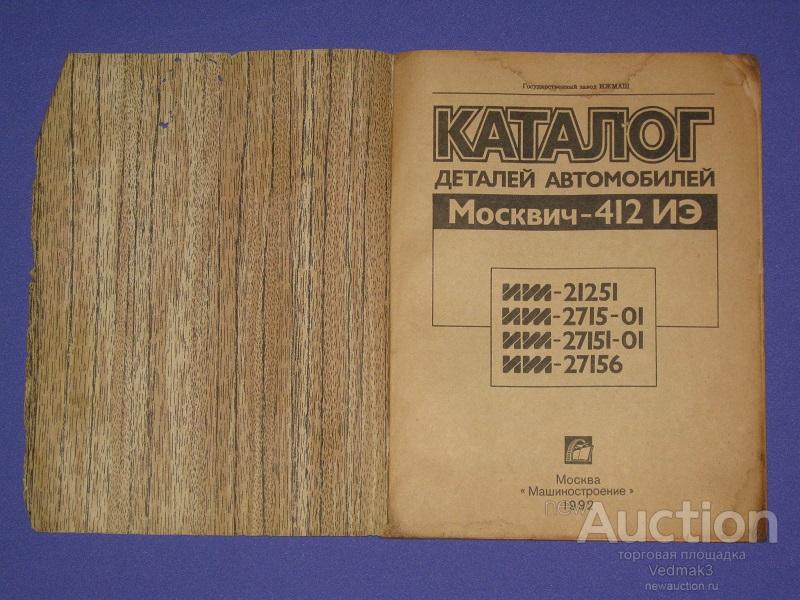 Государственный завод ИЖМАШ
КАТАЛОГ
ДЕТАЛЕЙ АВТОМОБИЛЕЙ
Москвич-412 ИЭ
ИЖ-21251
ИЖ-2715-01
ИЖ-27151-01
ИЖ-27156
Москва
«Машиностроение»
1992
newAuction
торговая площадка
Vedmak3
newauction.ru